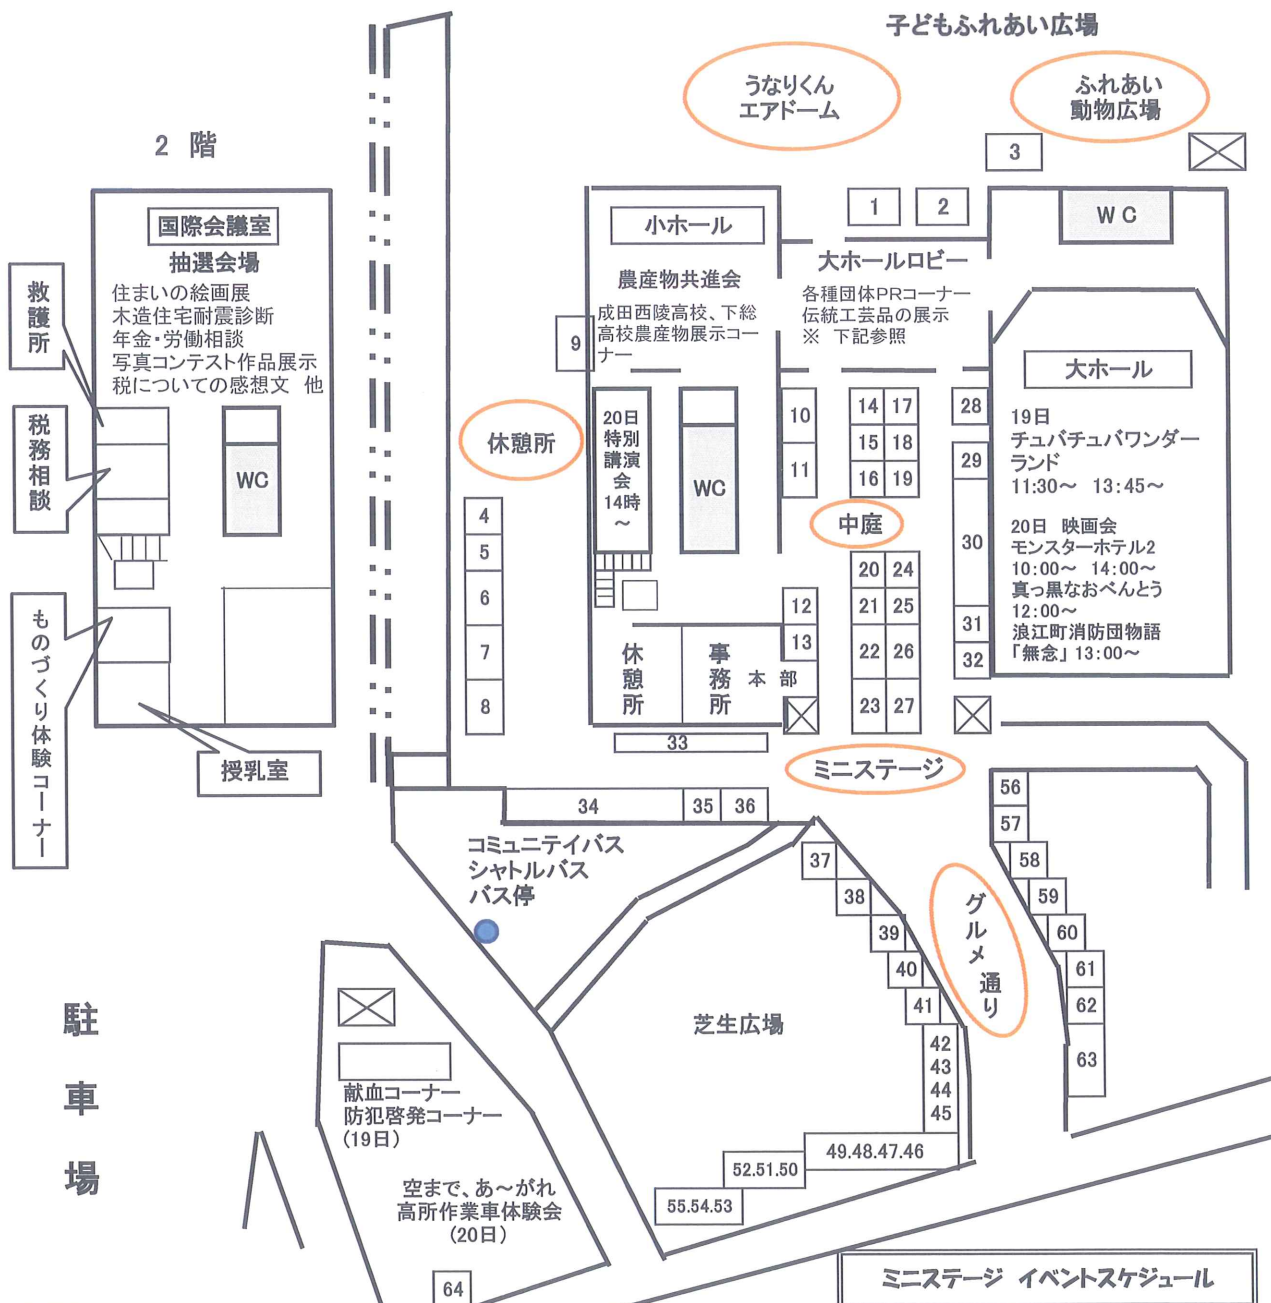 子どもふれあい広場
うなりくん
エアドーム
ふれあい
動物広場
3
2 階
1
2
WC
国際会議室
抽選会場
住まいの絵画展
木造住宅耐震診断
年金・労働相談
写真コンテスト作品展示
税についての感想文 他
救護所
税務相談
WC
ものづくり体験コーナー
授乳室
小ホール
農産物共進会
成田西陵高校、下総
高校農産物展示コー
ナー
9
大ホールロビー
各種団体PRコーナー
伝統工芸品の展示
※ 下記参照
大ホール
19日
チュバチュバワンダー
ランド
11:30~ 13:45~
20日 映画会
モンスターホテル2
10:00~ 14:00~
真っ黒なおべんとう
12:00~
浪江町消防団物語
「無念」13:00~
休憩所
20日
特別
講演
会
14時
~
WC
10
11
14 17
15 18
16 19
28
29
30
31
32
中庭
4
5
6
7
8
20 24
21 25
22 26
23 27
12
13
休憩所
事務所
本部
33
ミニステージ
34
35
36
コミュニテイバス
シャトルバス
バス停
37
38
39
40
41
42
43
44
45
49.48.47.46
52.51.50
55.54.53
グルメ通り
56
57
58
59
60
61
62
63
芝生広場
駐車場
献血コーナー
防犯啓発コーナー
(19日)
空まで、あ~がれ
高所作業車体験会
(20日)
64
ミニステージ イベントスケジュール